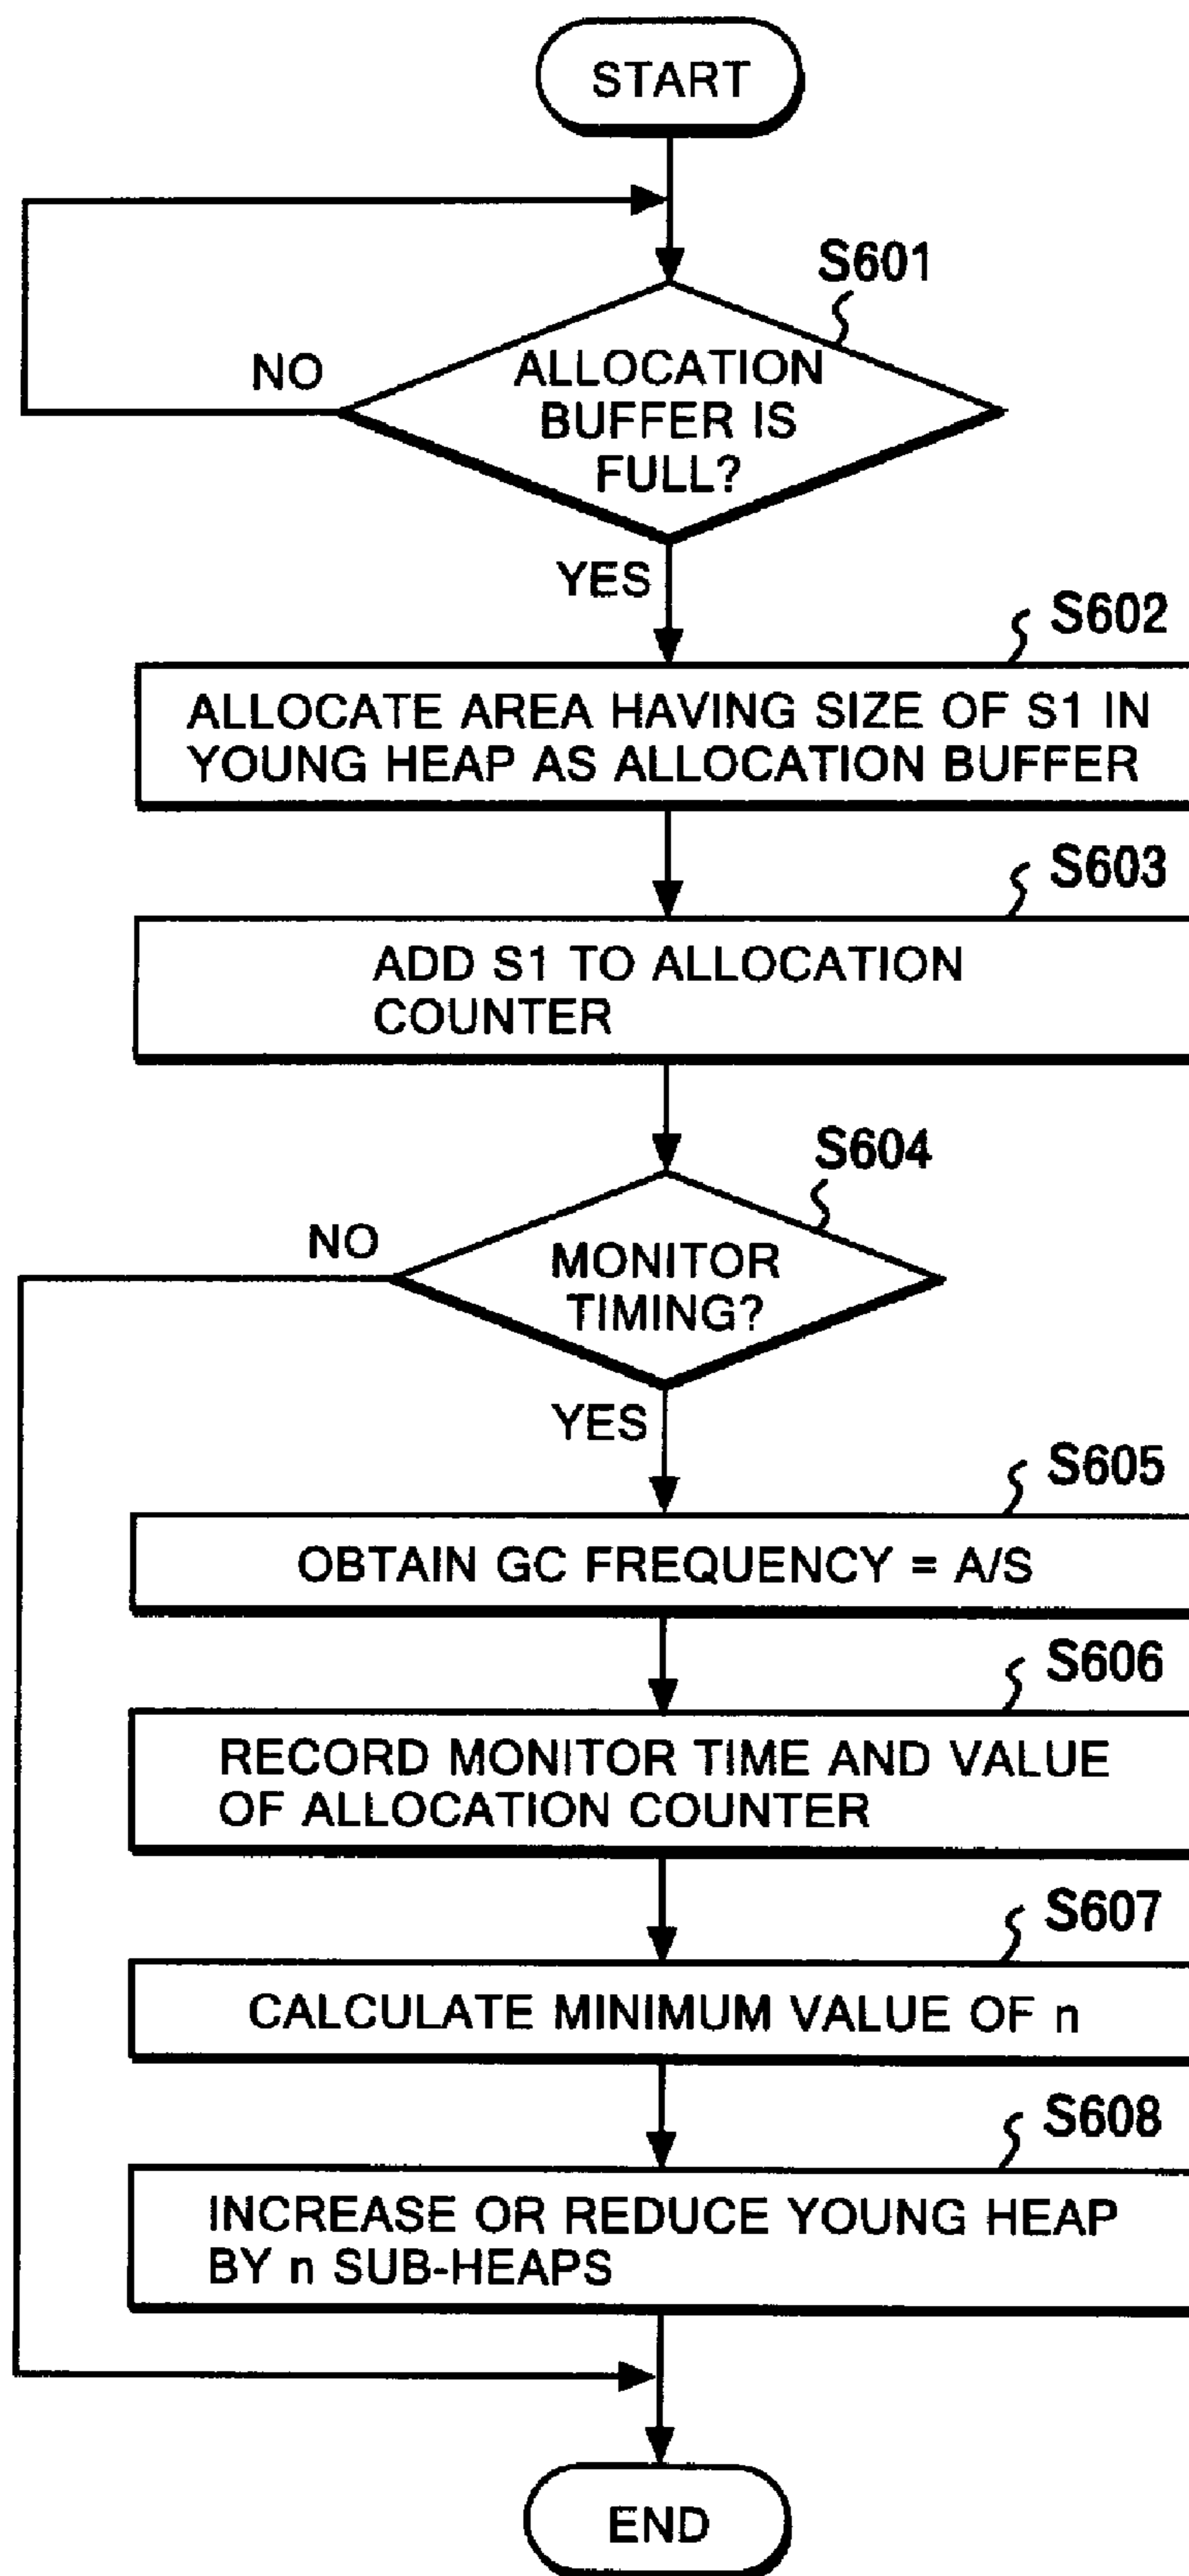 START
S601
NO
ALLOCATION
BUFFER IS
FULL?
YES
S602
ALLOCATE AREA HAVING SIZE OF S1 IN
YOUNG HEAP AS ALLOCATION BUFFER
S603
ADD S1 TO ALLOCATION
COUNTER
S604
NO
MONITOR
TIMING?
YES
S605
OBTAIN GC FREQUENCY = A/S
S606
RECORD MONITOR TIME AND VALUE
OF ALLOCATION COUNTER
S607
CALCULATE MINIMUM VALUE OF n
S608
INCREASE OR REDUCE YOUNG HEAP
BY n SUB-HEAPS
END